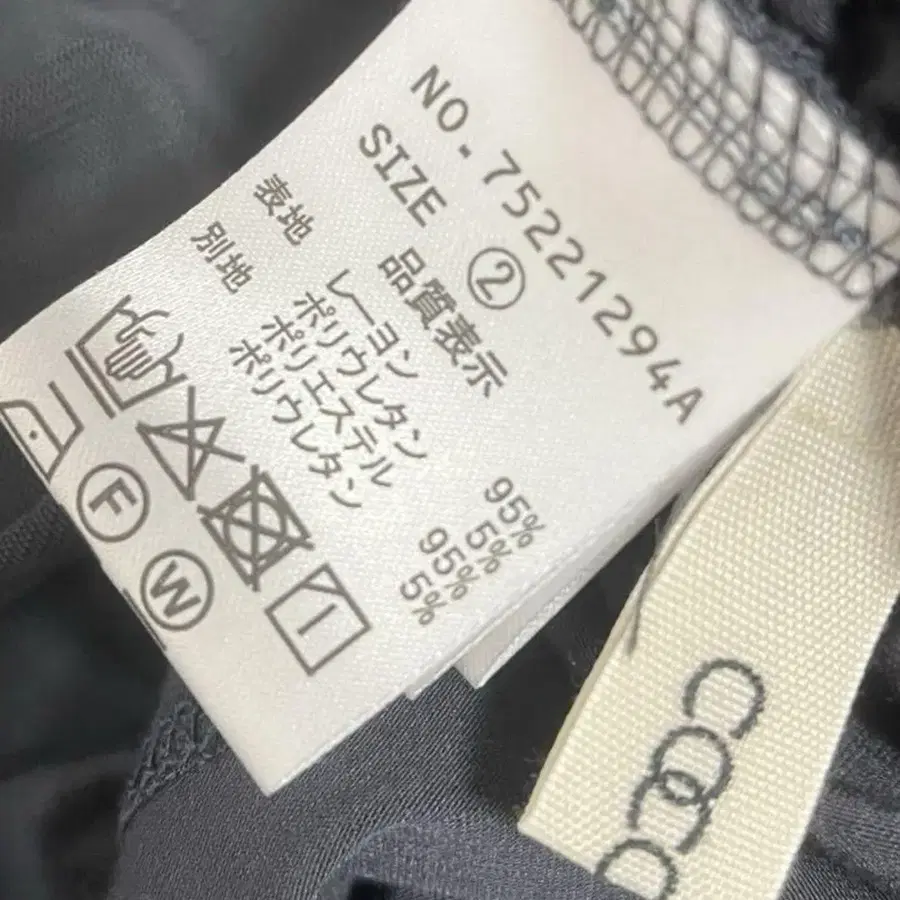 NO. 75221294A
SIZE ②
品質表示
表地 レーヨン 95%
ポリウレタン 5%
別地 ポリエステル 95%
ポリウレタン 5%
F
W